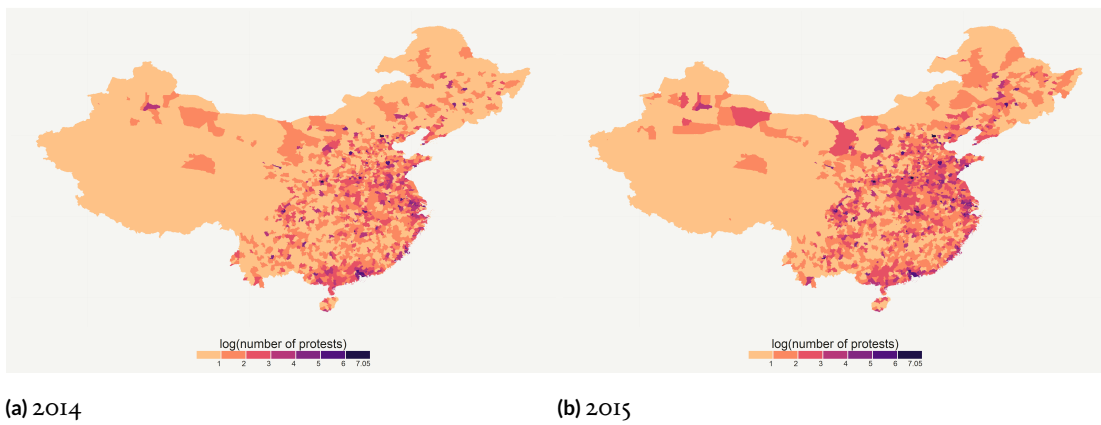 log(number of protests)
1 2 3 4 5 6 7.05
log(number of protests)
1 2 3 4 5 6 7.05
(a) 2014
(b) 2015